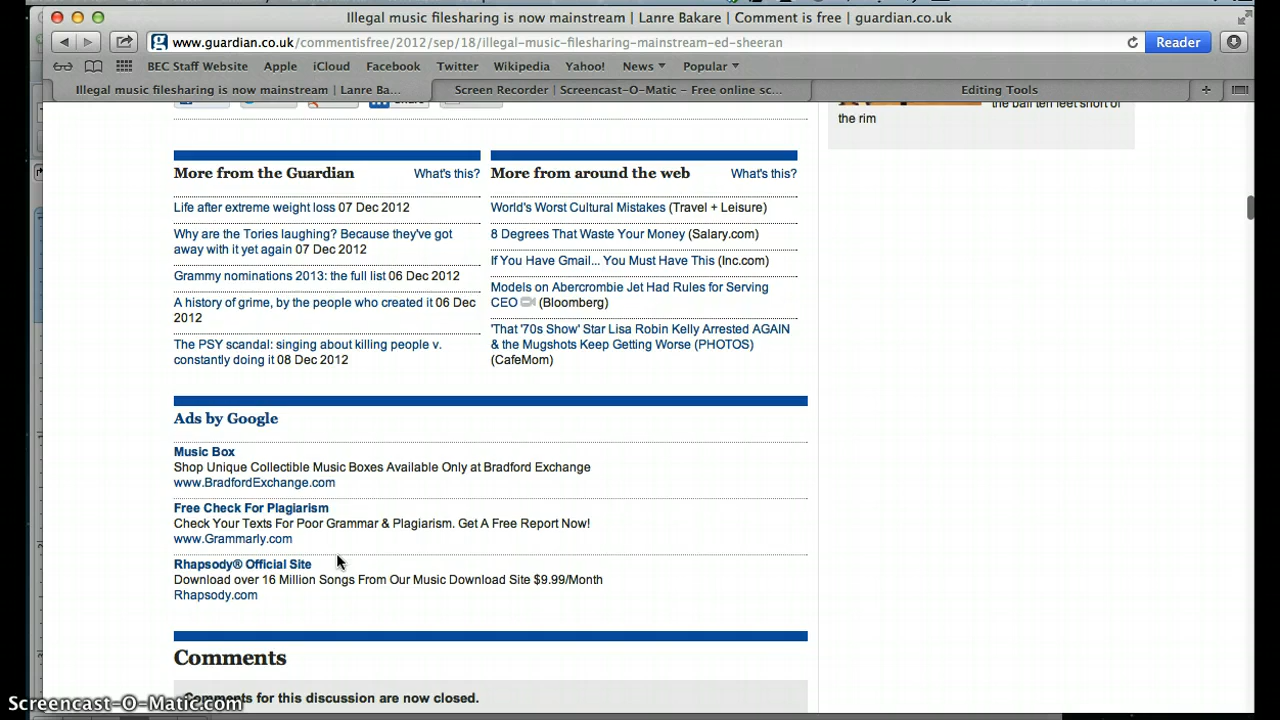 Illegal music filesharing is now mainstream | Lanre Bakare | Comment is free | guardian.co.uk
www.guardian.co.uk/commentisfree/2012/sep/18/illegal-music-filesharing-mainstream-ed-sheeran
Reader
BEC Staff Website Apple iCloud Facebook Twitter Wikipedia Yahoo! News Popular
Illegal music filesharing is now mainstream | Lanre Ba...
Screen Recorder | Screencast-O-Matic – Free online sc...
Editing Tools
the ball ten feet short of
the rim
More from the Guardian What's this?
Life after extreme weight loss 07 Dec 2012
Why are the Tories laughing? Because they've got
away with it yet again 07 Dec 2012
Grammy nominations 2013: the full list 06 Dec 2012
A history of grime, by the people who created it 06 Dec
2012
The PSY scandal: singing about killing people v.
constantly doing it 08 Dec 2012
More from around the web What's this?
World's Worst Cultural Mistakes (Travel + Leisure)
8 Degrees That Waste Your Money (Salary.com)
If You Have Gmail... You Must Have This (Inc.com)
Models on Abercrombie Jet Had Rules for Serving
CEO (Bloomberg)
'That '70s Show' Star Lisa Robin Kelly Arrested AGAIN
& the Mugshots Keep Getting Worse (PHOTOS)
(CafeMom)
Ads by Google
Music Box
Shop Unique Collectible Music Boxes Available Only at Bradford Exchange
www.BradfordExchange.com
Free Check For Plagiarism
Check Your Texts For Poor Grammar & Plagiarism. Get A Free Report Now!
www.Grammarly.com
Rhapsody® Official Site
Download over 16 Million Songs From Our Music Download Site $9.99/Month
Rhapsody.com
Comments
Comments for this discussion are now closed.
Screencast-O-Matic.com